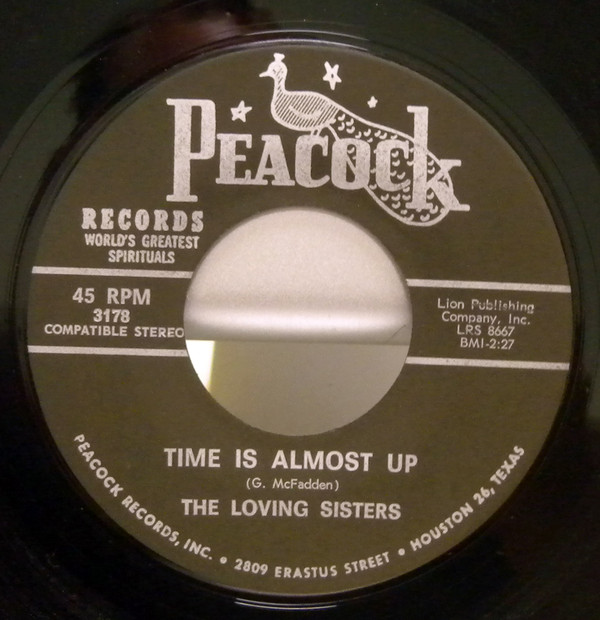 PEACOCK
RECORDS
WORLD'S GREATEST
SPIRITUALS
45 RPM
3178
COMPATIBLE STEREO
Lion Publishing
Company, Inc.
LRS 8667
BMI-2:27
TIME IS ALMOST UP
(G. McFadden)
THE LOVING SISTERS
PEACOCK RECORDS, INC. • 2809 ERASTUS STREET • HOUSTON 26, TEXAS